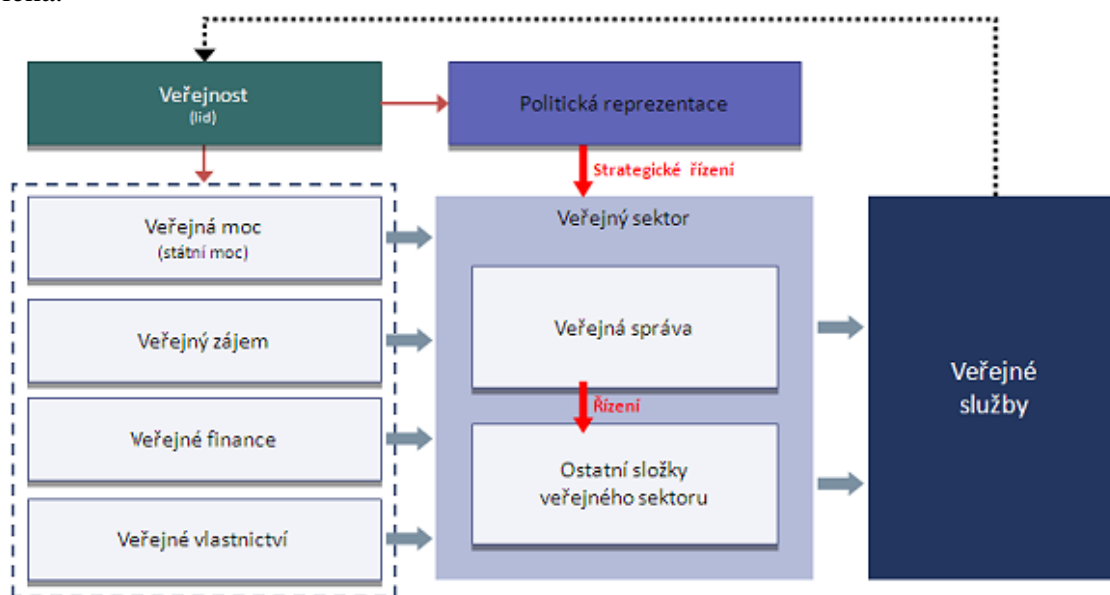 Veřejnost
(lid)
Politická reprezentace
Strategické řízení
Veřejná moc
(státní moc)
Veřejný zájem
Veřejné finance
Veřejné vlastnictví
Veřejný sektor
Veřejná správa
Řízení
Ostatní složky
veřejného sektoru
Veřejné
služby